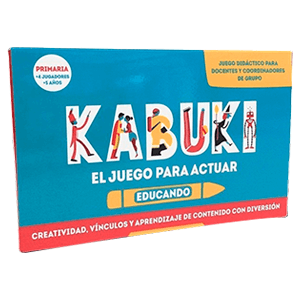 PRIMARIA
+4 JUGADORES
+5 AÑOS
JUEGO DIDÁCTICO PARA
DOCENTES Y COORDINADORES
DE GRUPO
KABUKI
EL JUEGO PARA ACTUAR
EDUCANDO
CREATIVIDAD, VÍNCULOS Y APRENDIZAJE DE CONTENIDO CON DIVERSIÓN